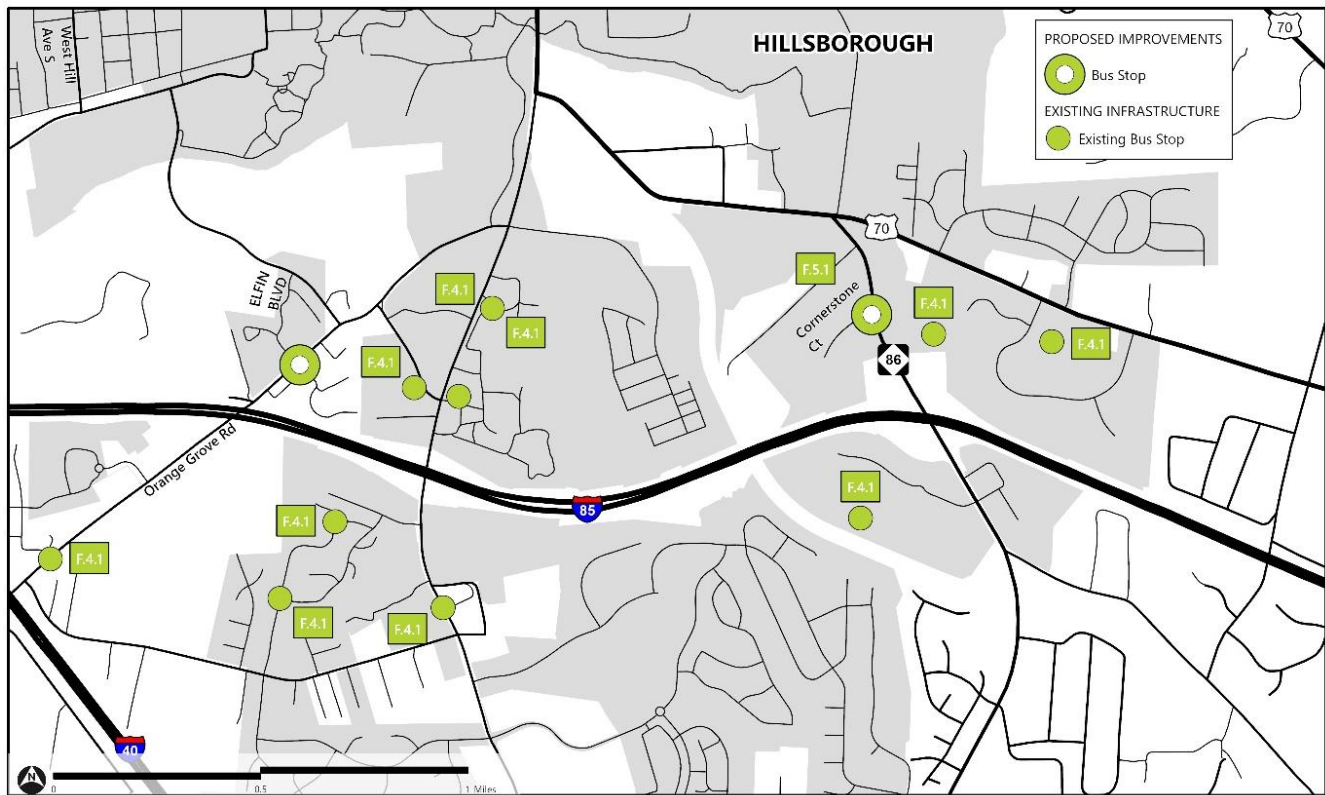 West Hill
Ave S
HILLSBOROUGH
70
PROPOSED IMPROVEMENTS
Bus Stop
EXISTING INFRASTRUCTURE
Existing Bus Stop
70
ELFIN
BLVD
F.4.1
F.4.1
F.4.1
F.5.1
Cornerstone
Ct
F.4.1
F.4.1
86
Orange Grove Rd
85
F.4.1
F.4.1
F.4.1
F.4.1
F.4.1
40
N
0
0.5
1 Miles